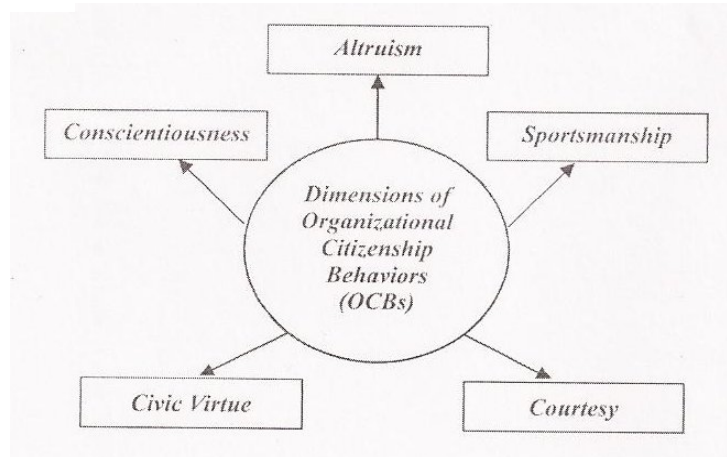 Altruism
Conscientiousness
Sportsmanship
Dimensions of
Organizational
Citizenship
Behaviors
(OCBs)
Civic Virtue
Courtesy